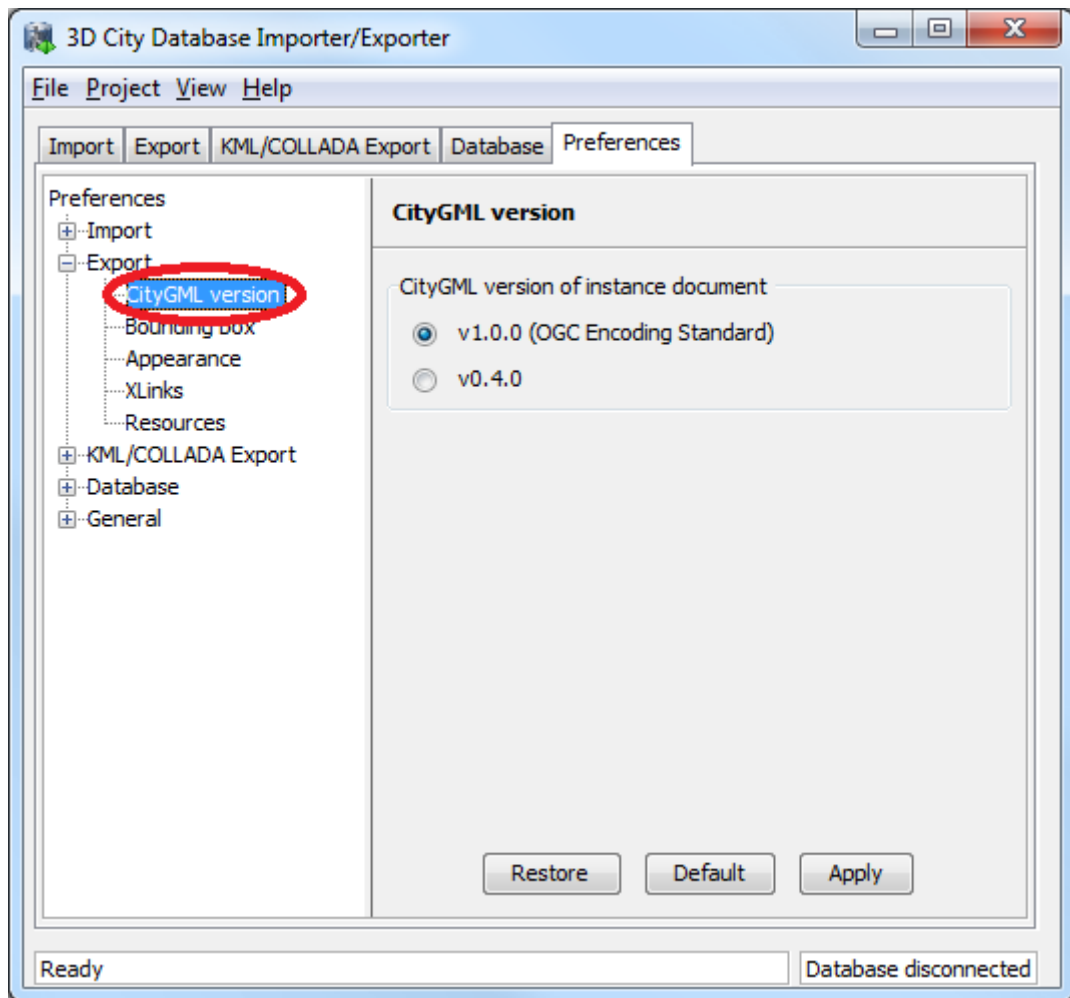 3D City Database Importer/Exporter
File Project View Help
Import Export KML/COLLADA Export Database Preferences
Preferences
Import
Export
CityGML version
Bounding Box
Appearance
XLinks
Resources
KML/COLLADA Export
Database
General
CityGML version
CityGML version of instance document
v1.0.0 (OGC Encoding Standard)
v0.4.0
Restore Default Apply
Ready Database disconnected